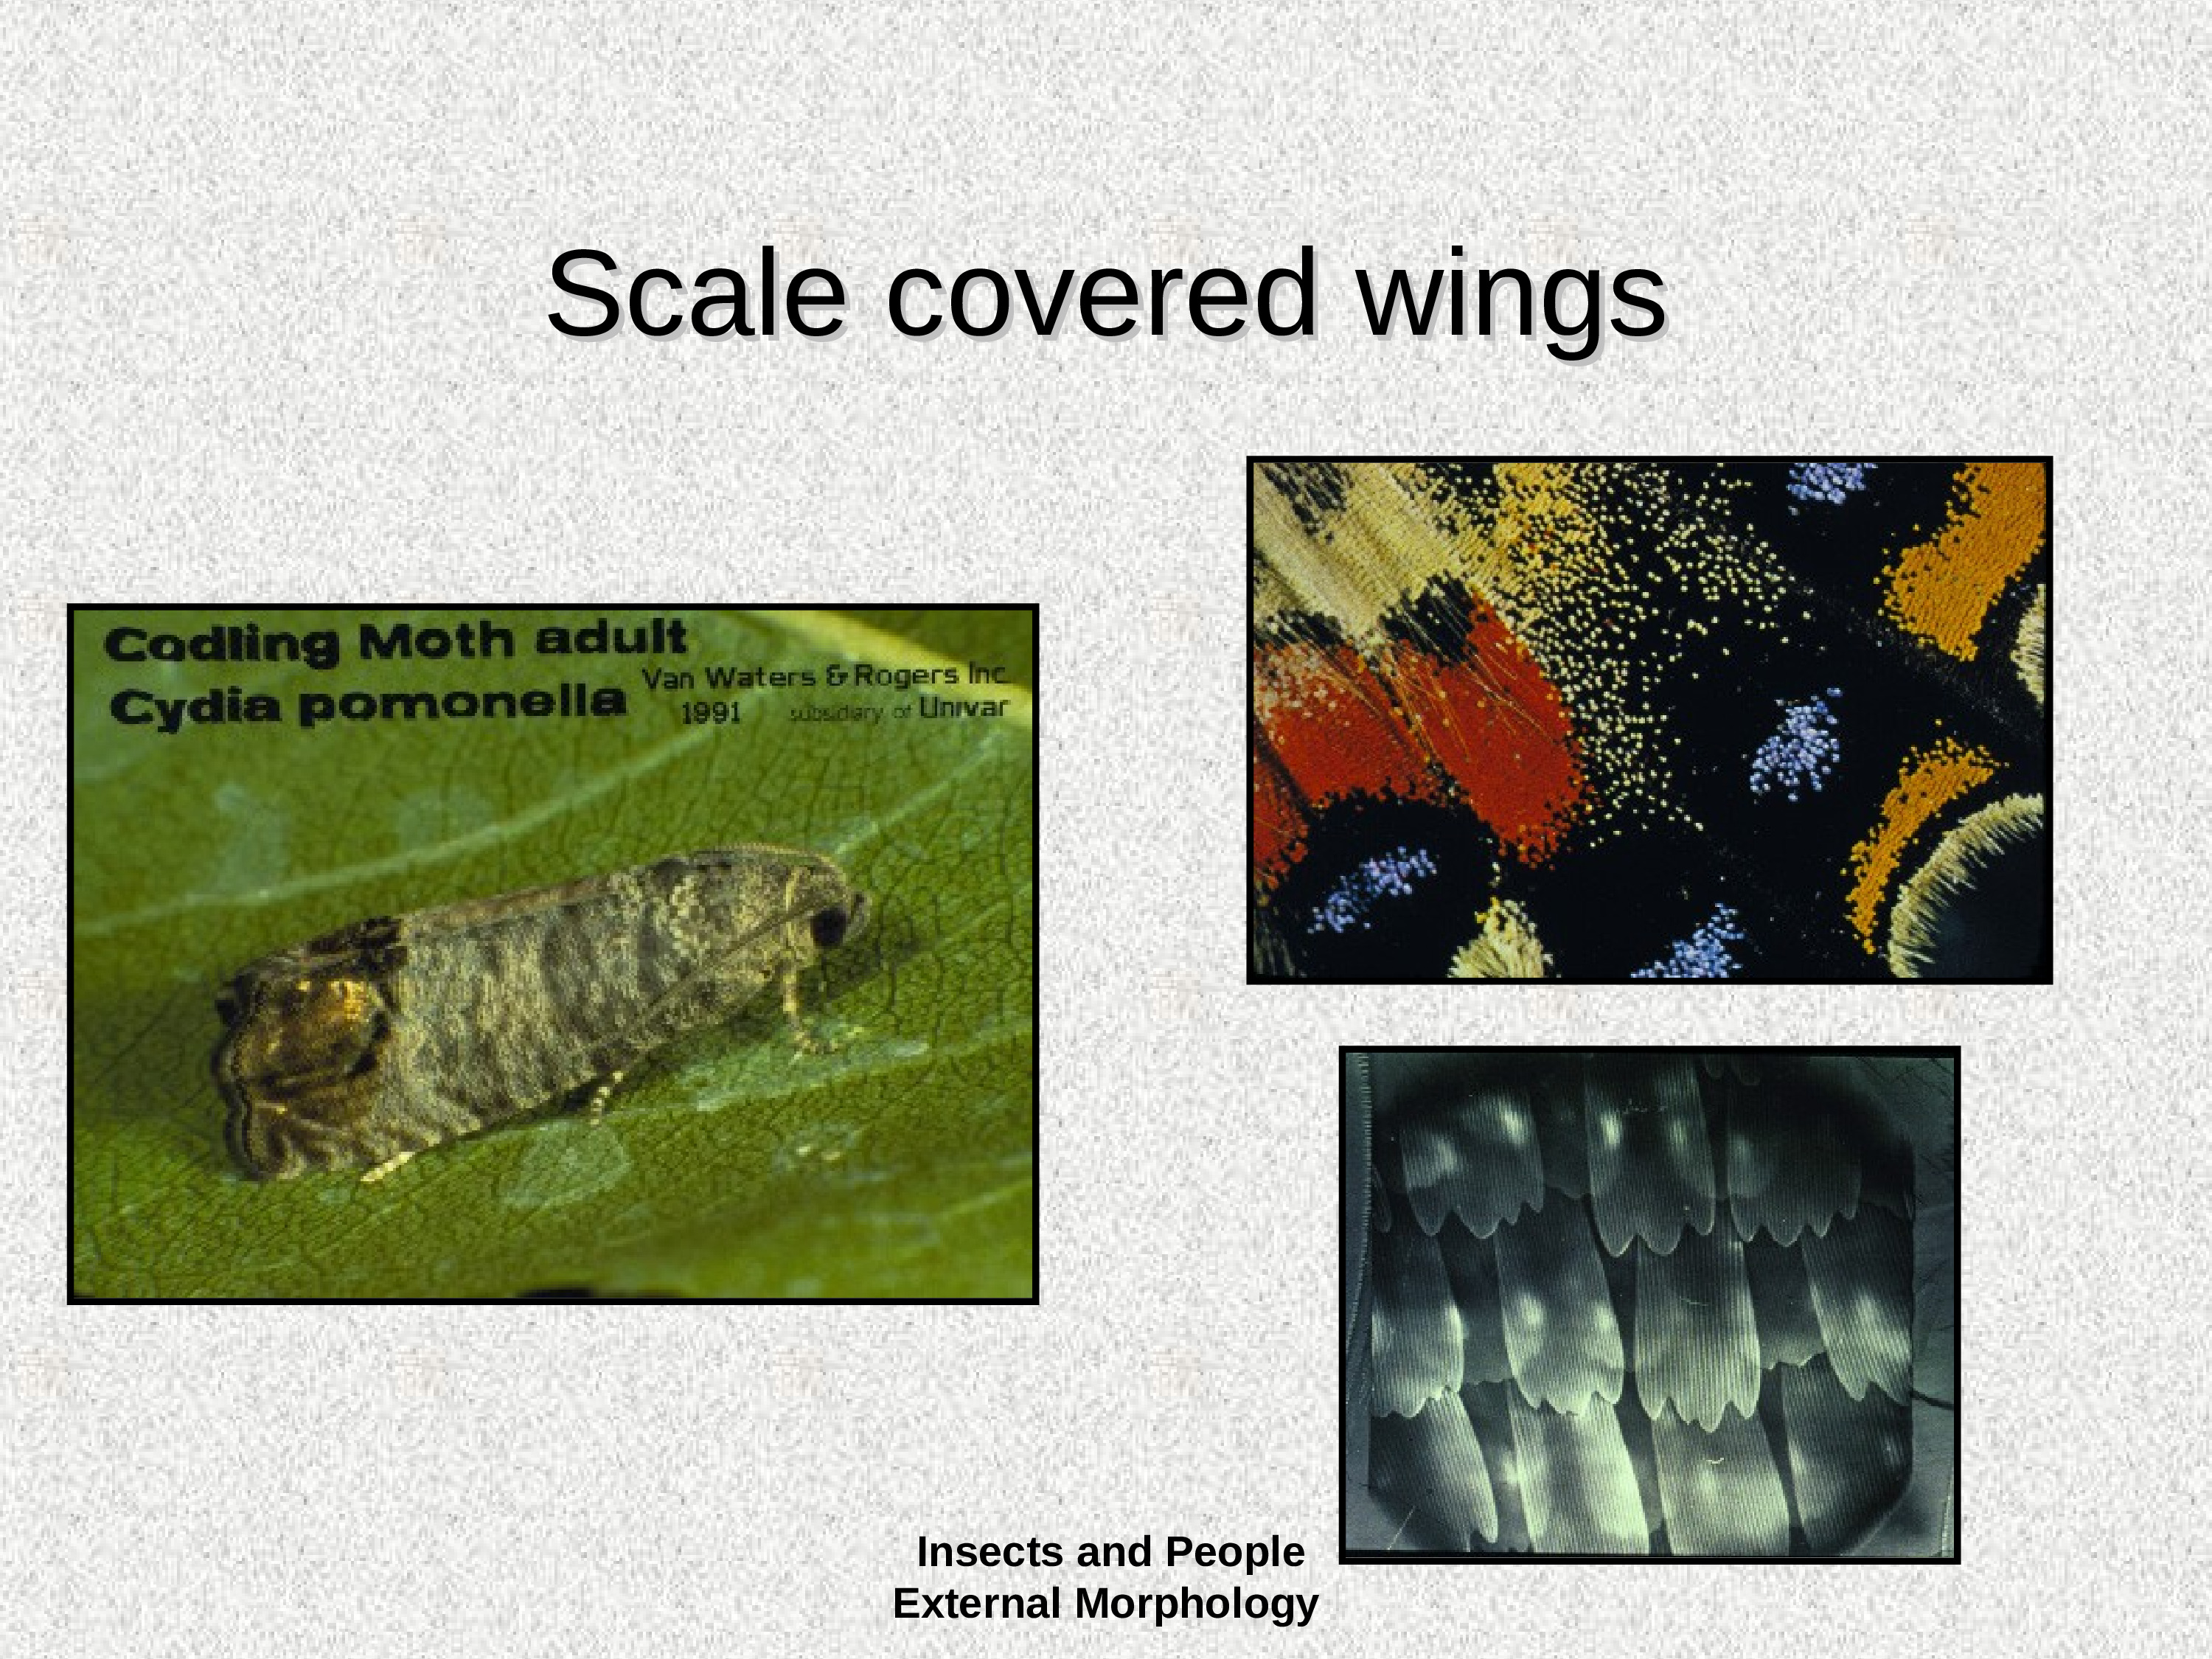 Scale covered wings
Codling Moth adult
Cydia pomonella
Van Waters & Rogers Inc.
1991 subsidiary of Univar
Insects and People
External Morphology